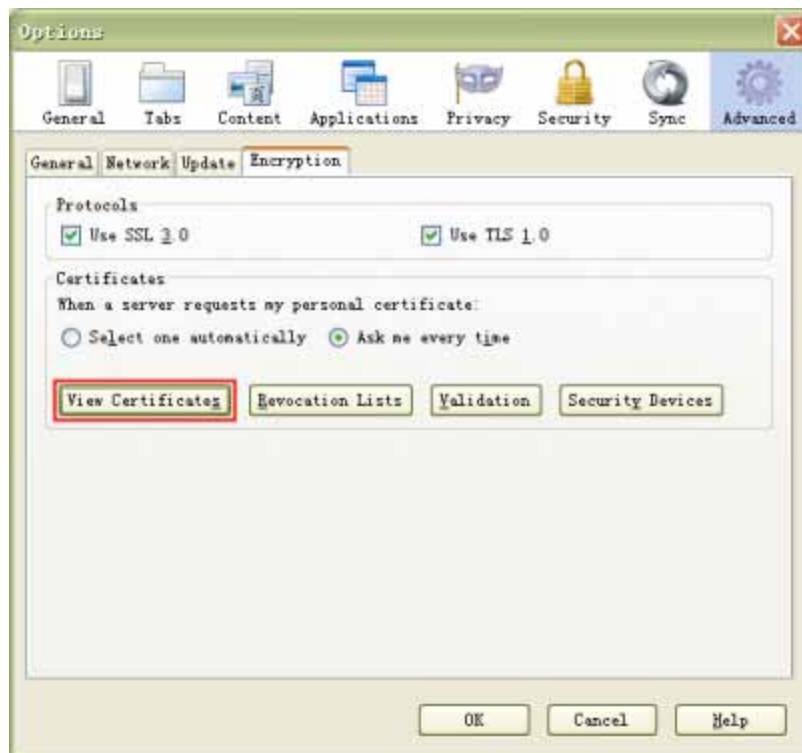 Options
General Tabs Content Applications Privacy Security Sync Advanced
General Network Update Encryption
Protocols
Use SSL 3.0 Use TLS 1.0
Certificates
When a server requests my personal certificate:
Select one automatically Ask me every time
View Certificates Revocation Lists Validation Security Devices
OK Cancel Help